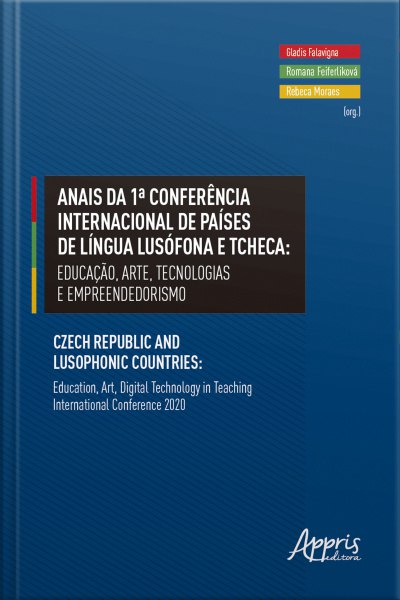 Gladis Falavigna
Romana Feiferlíková
Rebeca Moraes
(org.)
ANAIS DA 1ª CONFERÊNCIA
INTERNACIONAL DE PAÍSES
DE LÍNGUA LUSÓFONA E TCHECA:
EDUCAÇÃO, ARTE, TECNOLOGIAS
E EMPREENDEDORISMO
CZECH REPUBLIC AND
LUSOPHONIC COUNTRIES:
Education, Art, Digital Technology in Teaching
International Conference 2020
Appris
editora